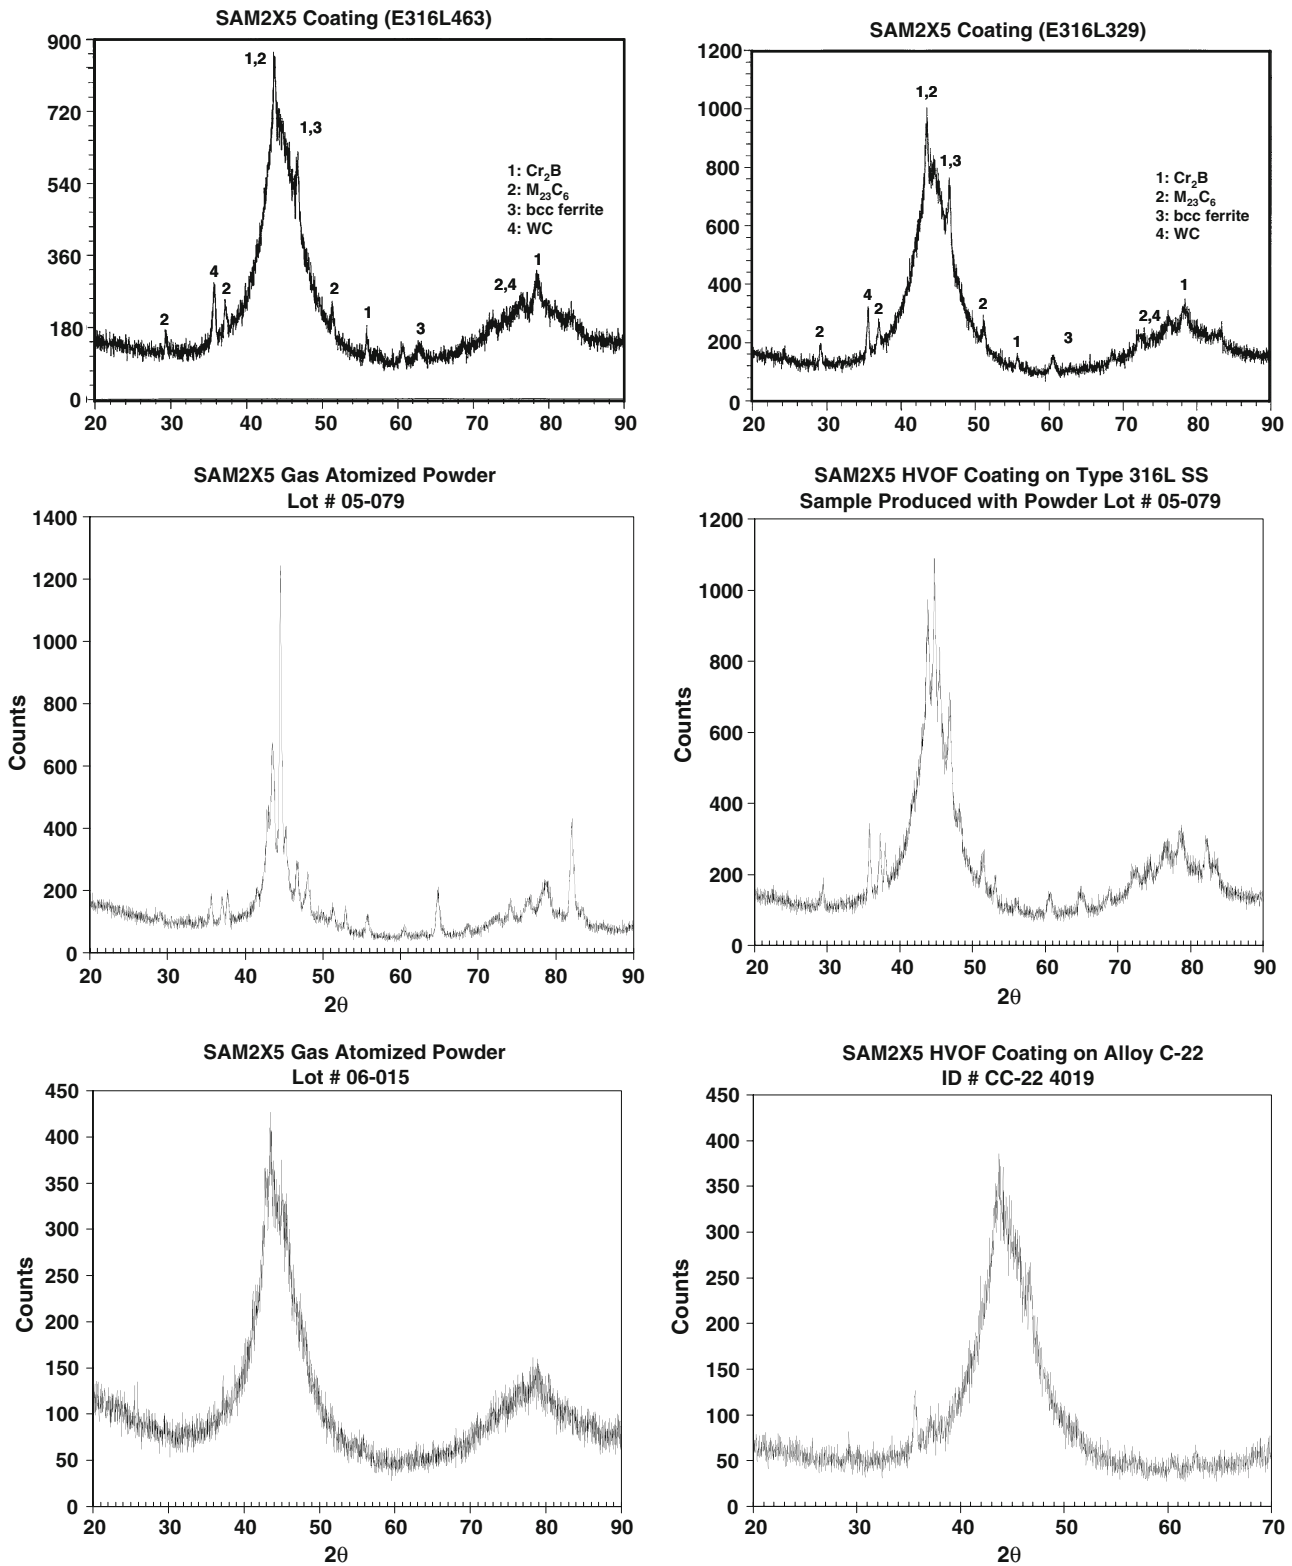 SAM2X5 Coating (E316L463)
900
720
540
360
180
0
1,2
1,3
1: Cr₂B
2: M₂₃C₆
3: bcc ferrite
4: WC
4
2
2
2
1
3
2,4
1
20 30 40 50 60 70 80 90
SAM2X5 Coating (E316L329)
1200
1000
800
600
400
200
0
1,2
1,3
1: Cr₂B
2: M₂₃C₆
3: bcc ferrite
4: WC
4
2
2
2
1
3
2,4
1
20 30 40 50 60 70 80 90
SAM2X5 Gas Atomized Powder
Lot # 05-079
1400
1200
1000
800
600
400
200
0
Counts
20 30 40 50 60 70 80 90
2θ
SAM2X5 HVOF Coating on Type 316L SS
Sample Produced with Powder Lot # 05-079
1200
1000
800
600
400
200
0
Counts
20 30 40 50 60 70 80 90
2θ
SAM2X5 Gas Atomized Powder
Lot # 06-015
450
400
350
300
250
200
150
100
50
0
Counts
20 30 40 50 60 70 80 90
2θ
SAM2X5 HVOF Coating on Alloy C-22
ID # CC-22 4019
450
400
350
300
250
200
150
100
50
0
Counts
20 30 40 50 60 70
2θ